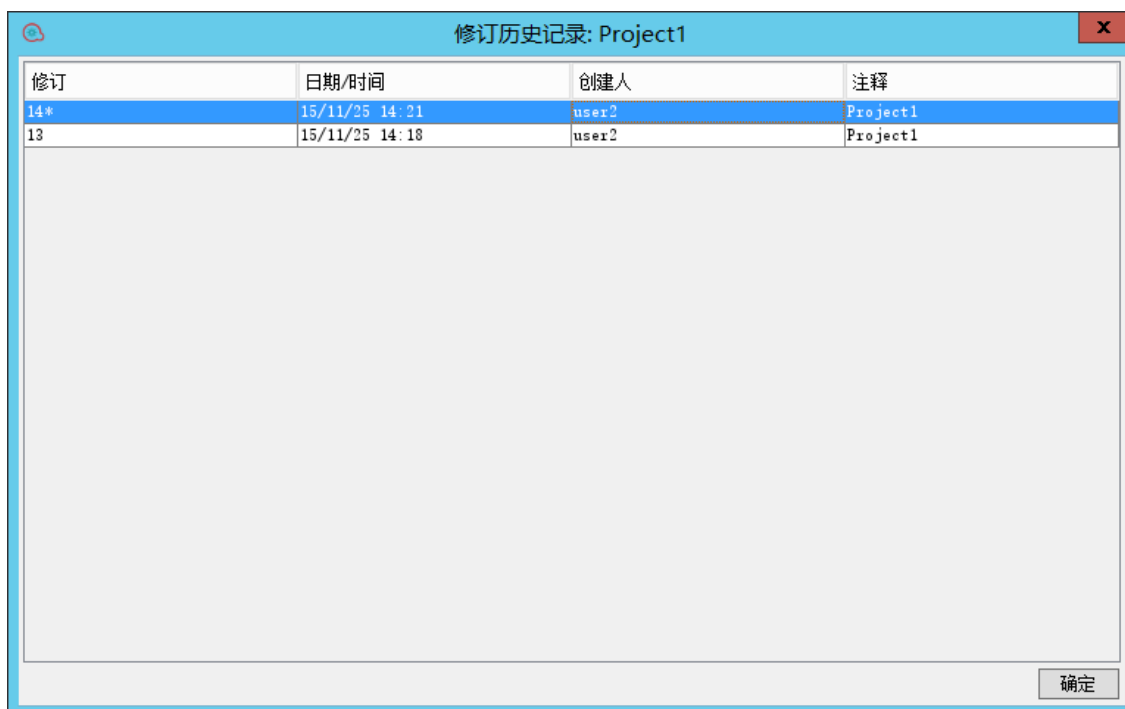 修订历史记录: Project1
x
修订 日期/时间 创建人 注释
14* 15/11/25 14:21 user2 Project1
13 15/11/25 14:18 user2 Project1
确定